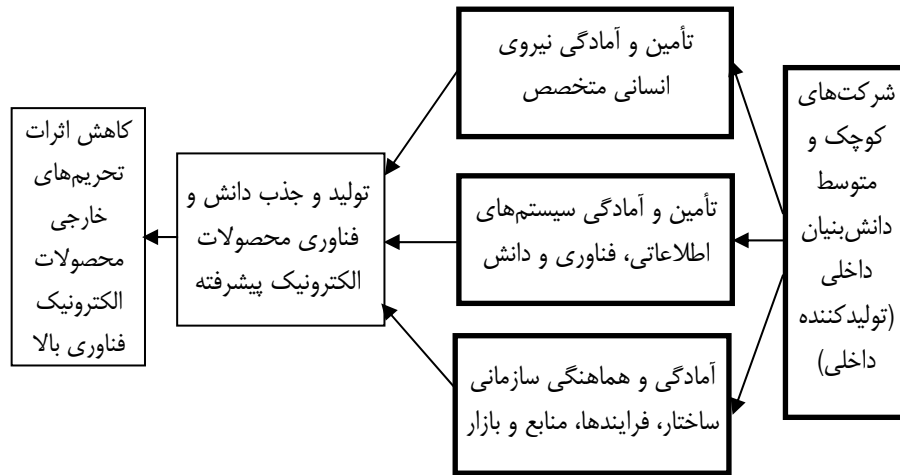 شرکت‌های
کوچک و
متوسط
دانش‌بنیان
داخلی
(تولیدکننده
داخلی)
تأمین و آمادگی نیروی
انسانی متخصص
تأمین و آمادگی سیستم‌های
اطلاعاتی، فناوری و دانش
آمادگی و هماهنگی سازمانی
ساختار، فرایندها، منابع و بازار
تولید و جذب دانش و
فناوری محصولات
الکترونیک پیشرفته
کاهش اثرات
تحریم‌های
خارجی
محصولات
الکترونیک
فناوری بالا